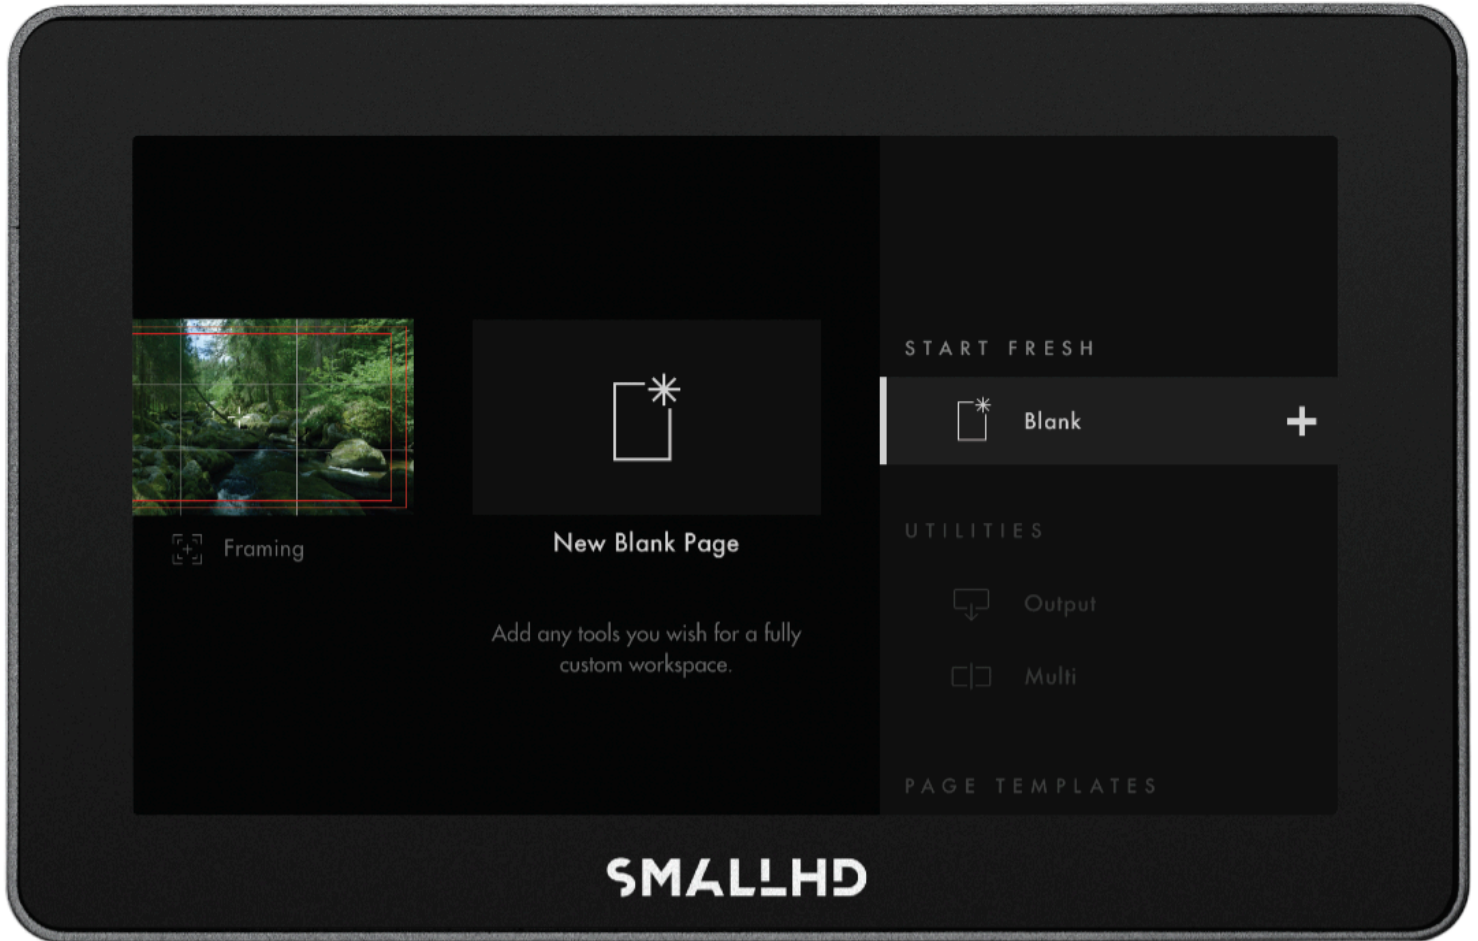 Framing
New Blank Page
Add any tools you wish for a fully
custom workspace.
START FRESH
Blank
UTILITIES
Output
Multi
PAGE TEMPLATES
SMALLHD